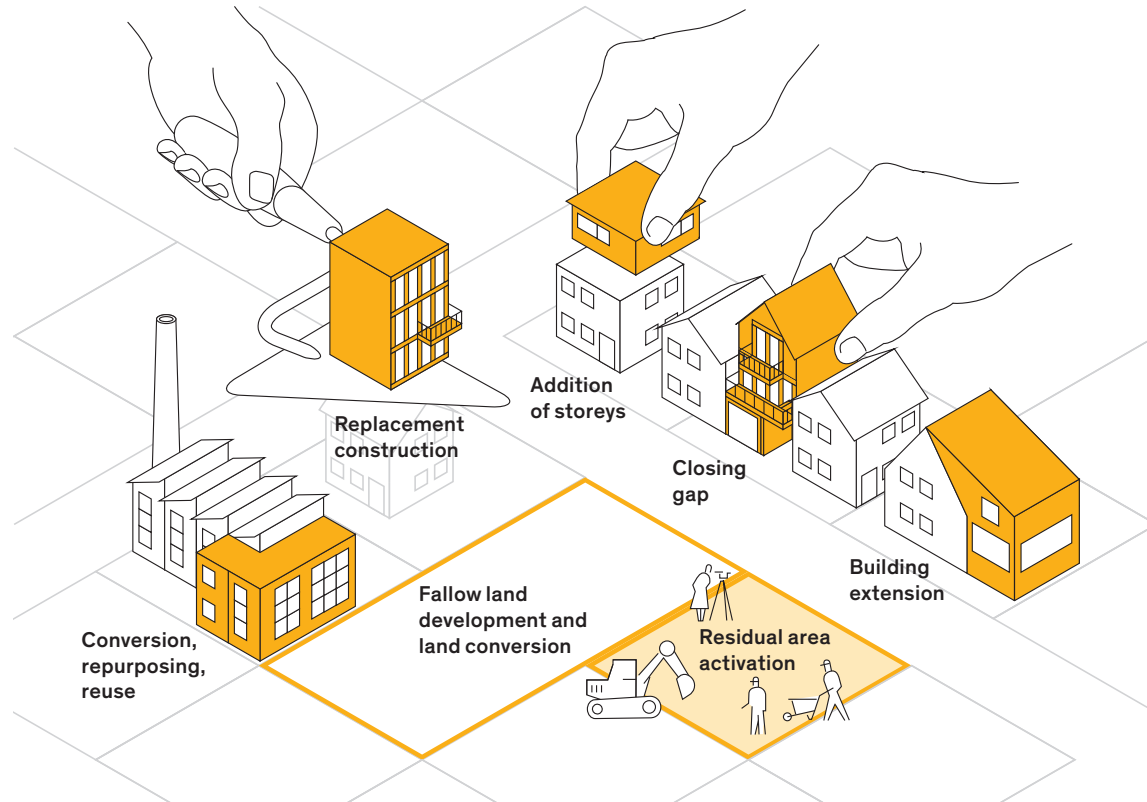 Addition
of storeys
Replacement
construction
Closing
gap
Building
extension
Fallow land
development and
land conversion
Residual area
activation
Conversion,
repurposing,
reuse